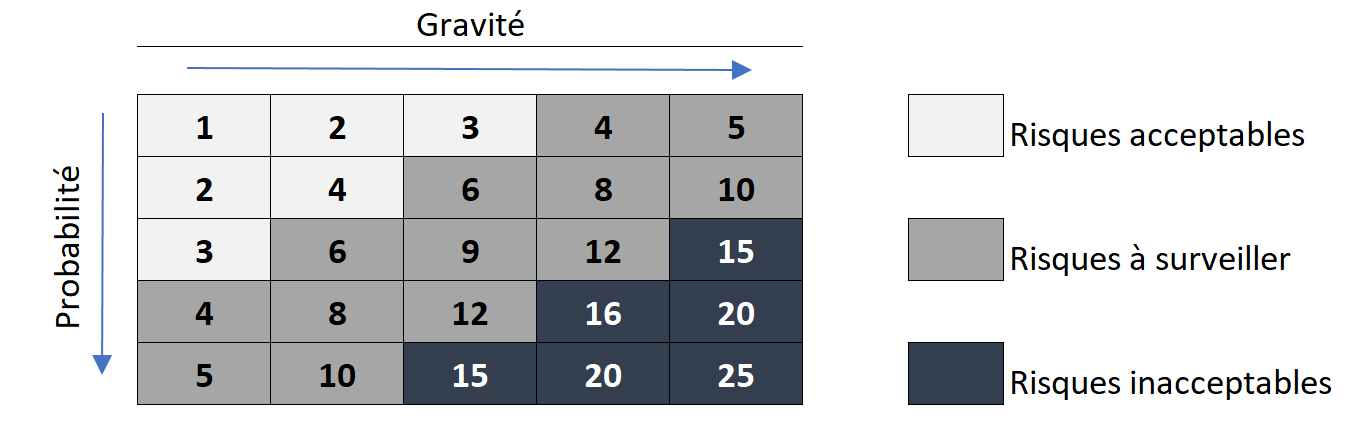 Gravité
Probabilité
1 2 3 4 5
2 4 6 8 10
3 6 9 12 15
4 8 12 16 20
5 10 15 20 25
Risques acceptables
Risques à surveiller
Risques inacceptables